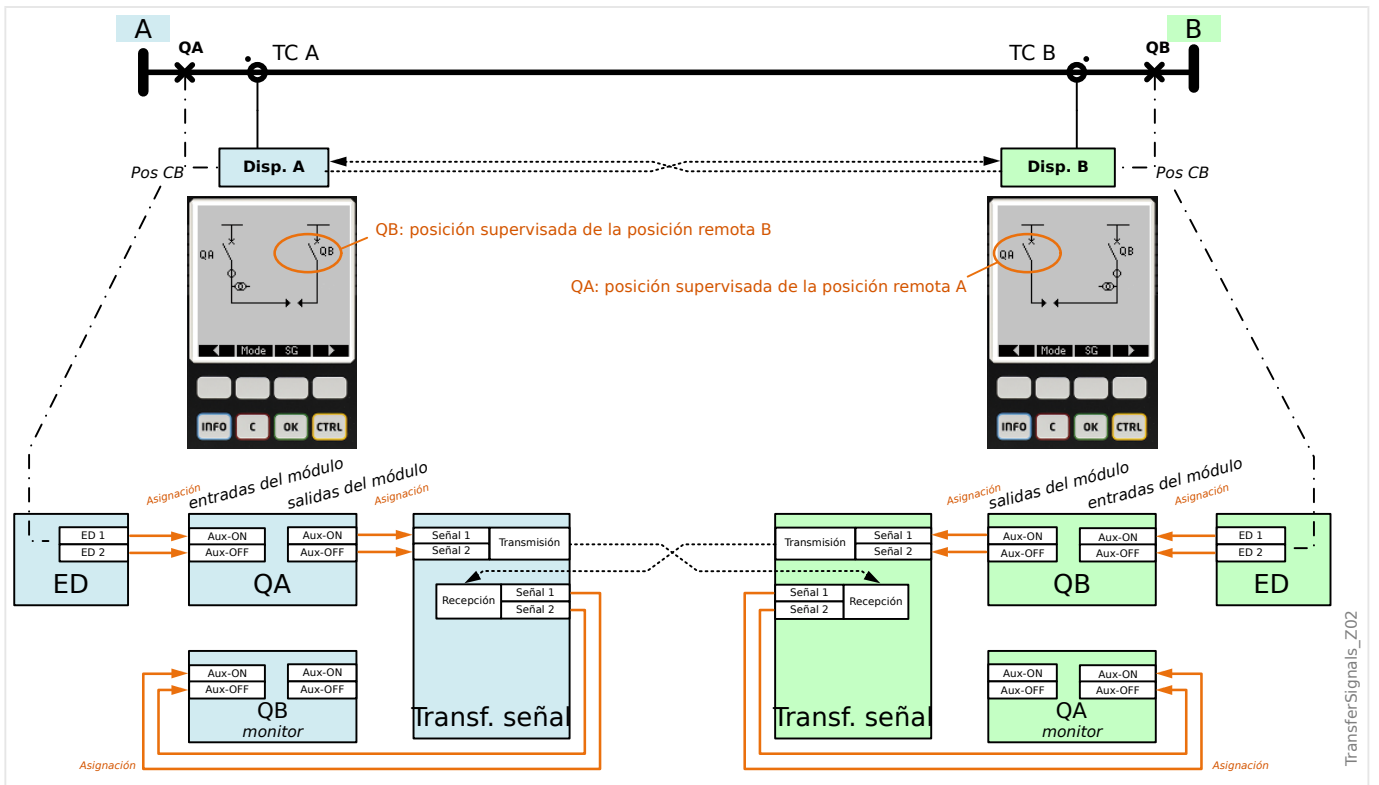 A
B
QA
TC A
TC B
QB
Pos CB
Disp. A
Disp. B
Pos CB
QB: posición supervisada de la posición remota B
QA: posición supervisada de la posición remota A
QA
QB
Mode SG
INFO C OK CTRL
QA
QB
Mode SG
INFO C OK CTRL
Asignación
entradas del módulo
salidas del módulo
Asignación
Asignación
salidas del módulo
entradas del módulo
Asignación
ED 1
ED 2
ED
Aux-ON
Aux-OFF
Aux-ON
Aux-OFF
QA
Señal 1
Señal 2
Transmisión
Recepción
Señal 1
Señal 2
Transf. señal
Aux-ON
Aux-OFF
Aux-ON
Aux-OFF
QB
monitor
Asignación
Transmisión
Señal 1
Señal 2
Señal 1
Señal 2
Recepción
Transf. señal
Aux-ON
Aux-OFF
Aux-ON
Aux-OFF
QB
ED 1
ED 2
ED
Aux-ON
Aux-OFF
Aux-ON
Aux-OFF
QA
monitor
Asignación
TransferSignals_Z02